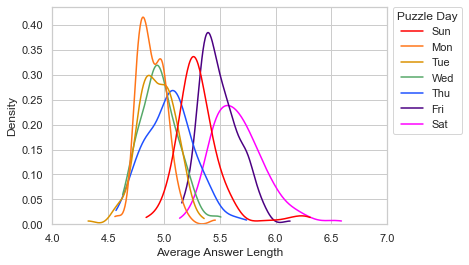 Puzzle Day
Sun
Mon
Tue
Wed
Thu
Fri
Sat
Density
0.40
0.35
0.30
0.25
0.20
0.15
0.10
0.05
0.00
4.0 4.5 5.0 5.5 6.0 6.5 7.0
Average Answer Length